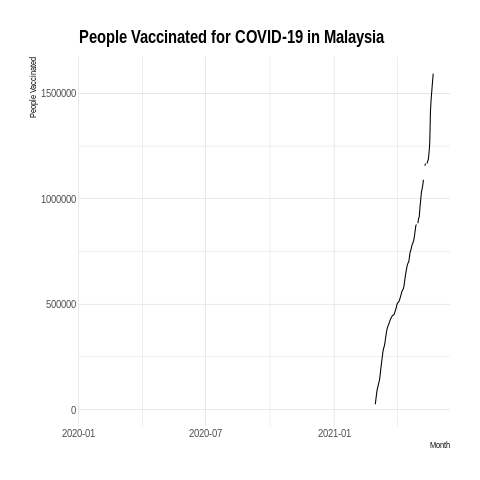 People Vaccinated for COVID-19 in Malaysia
People Vaccinated
1500000
1000000
500000
0
2020-01
2020-07
2021-01
Month